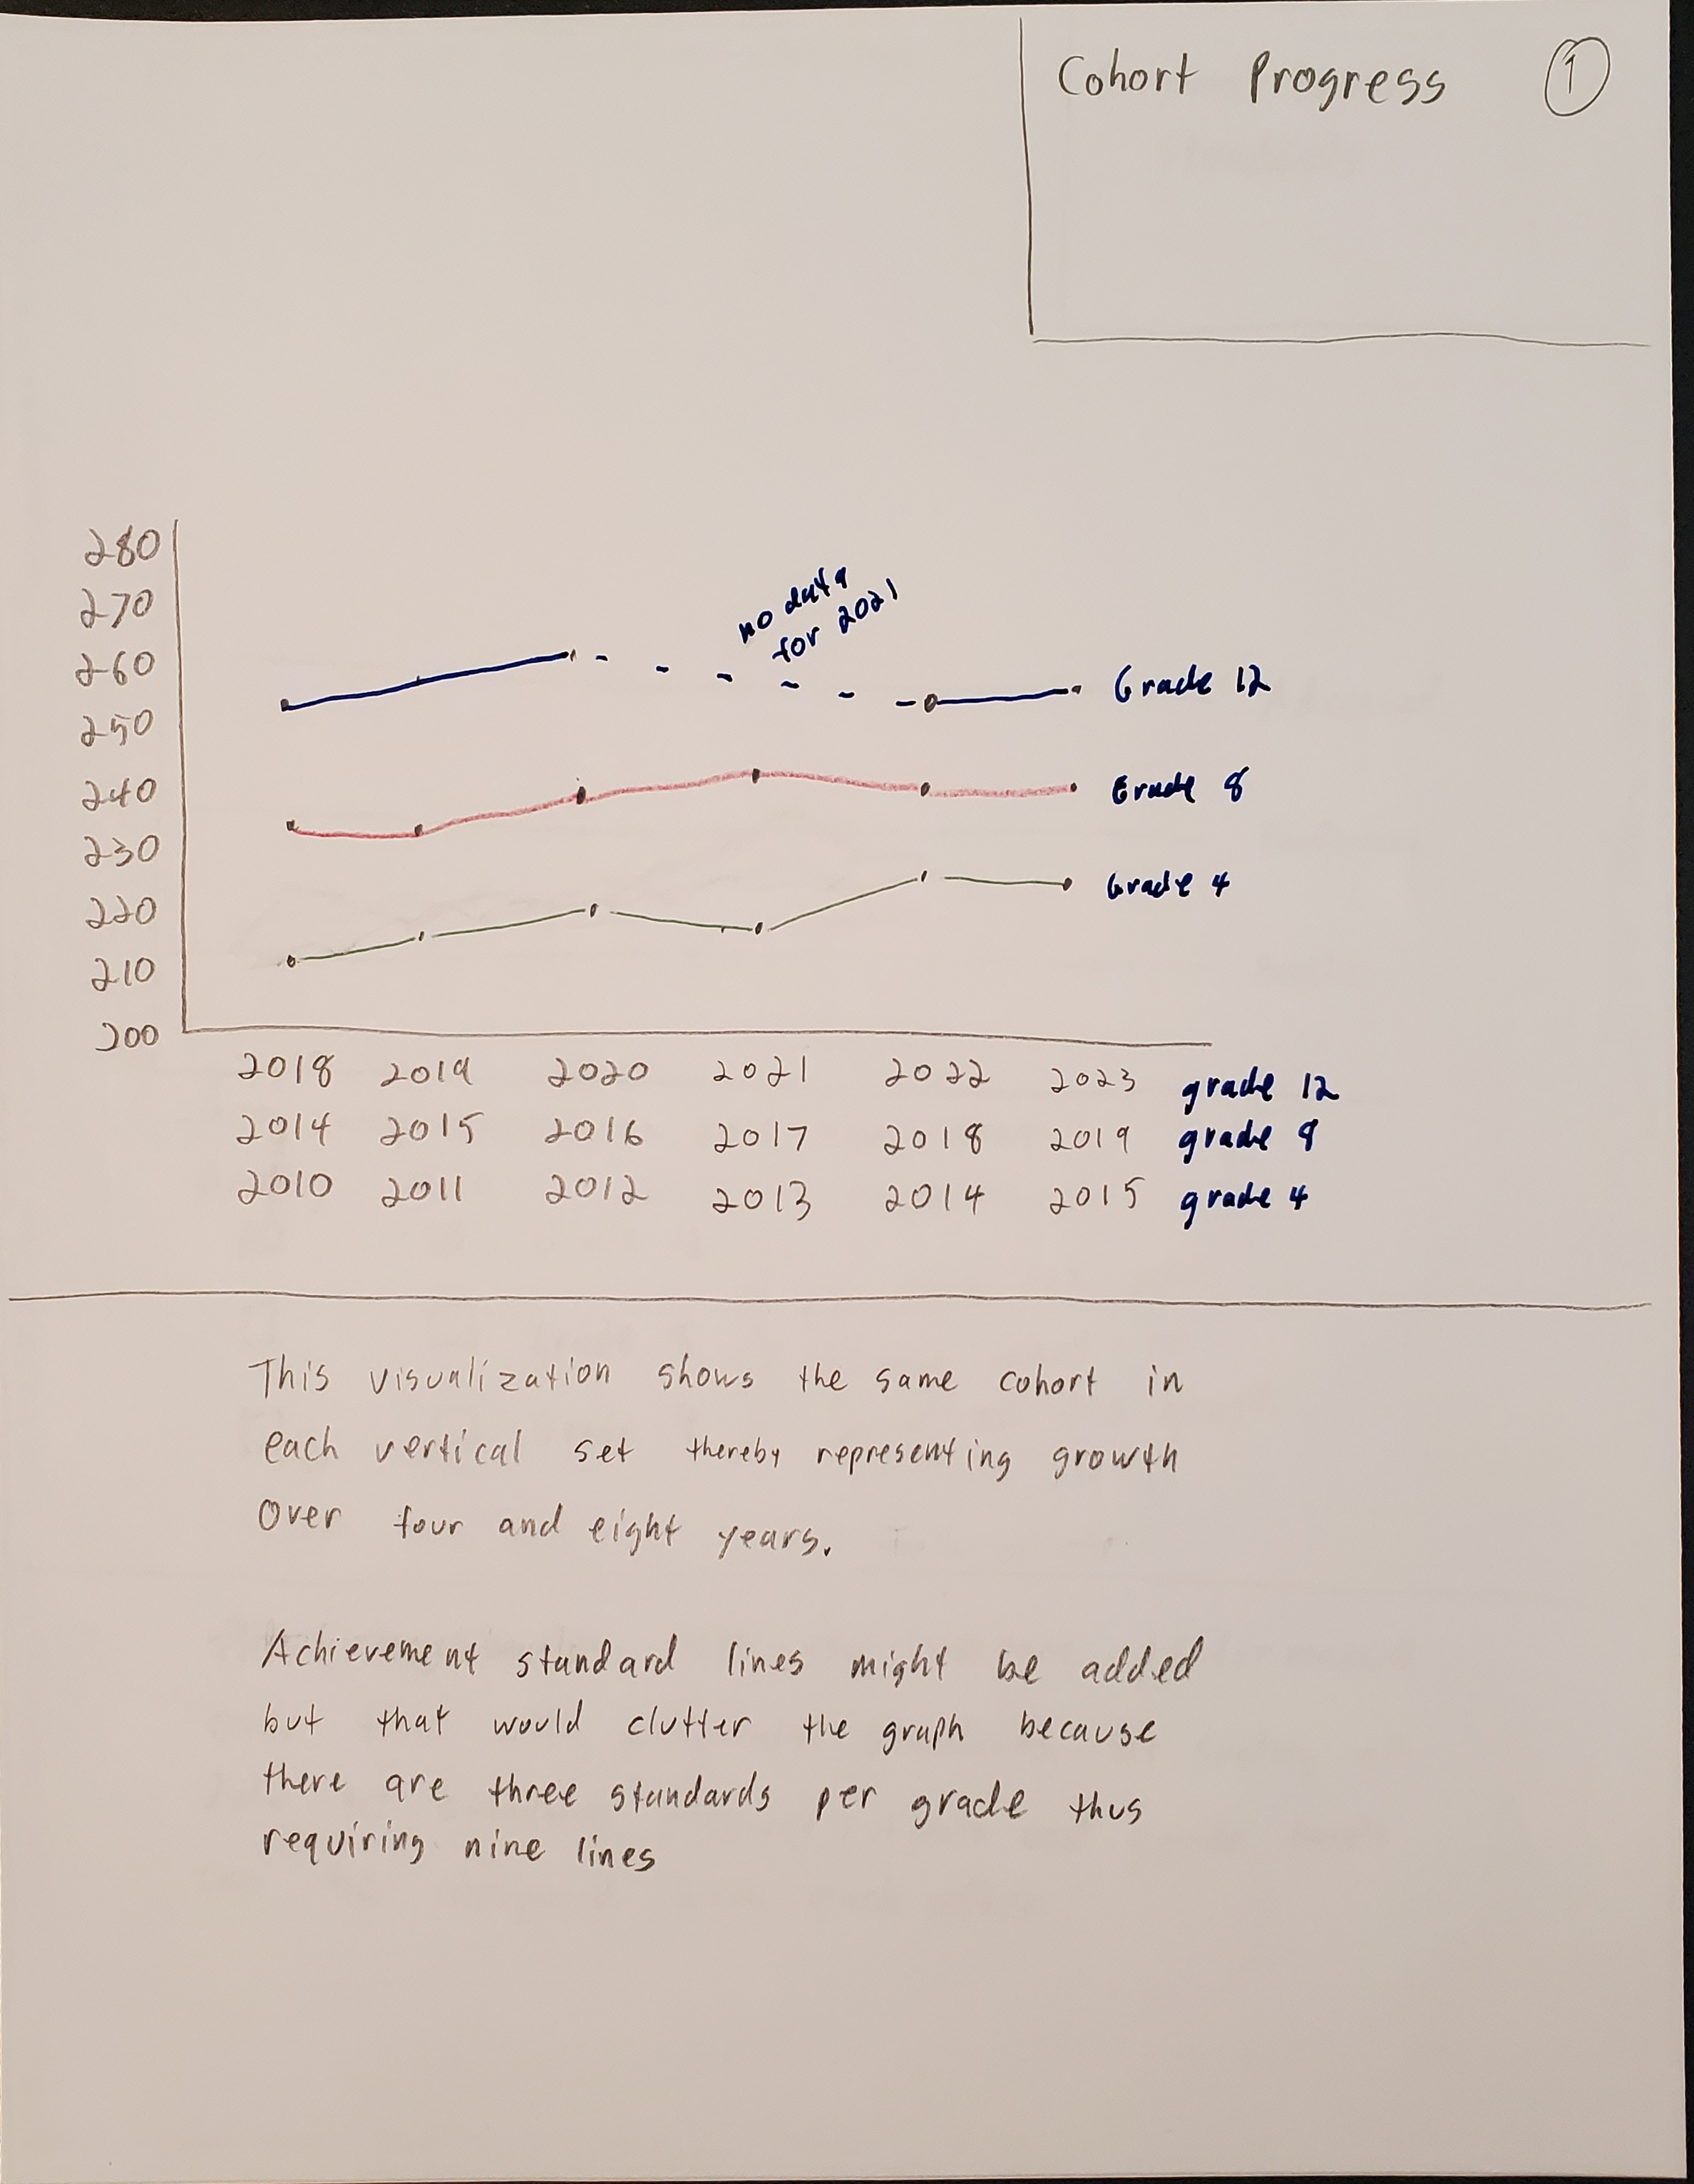 Cohort Progress 1
280
270
260
250
240
230
220
210
200
no data
for 2021
Grade 12
Grade 8
Grade 4
2018 2019 2020 2021 2022 2023 grade 12
2014 2015 2016 2017 2018 2019 grade 8
2010 2011 2012 2013 2014 2015 grade 4
This visualization shows the same cohort in
each vertical set thereby representing growth
Over four and eight years.
Achievement standard lines might be added
but that would clutter the graph because
there are three standards per grade thus
requiring nine lines